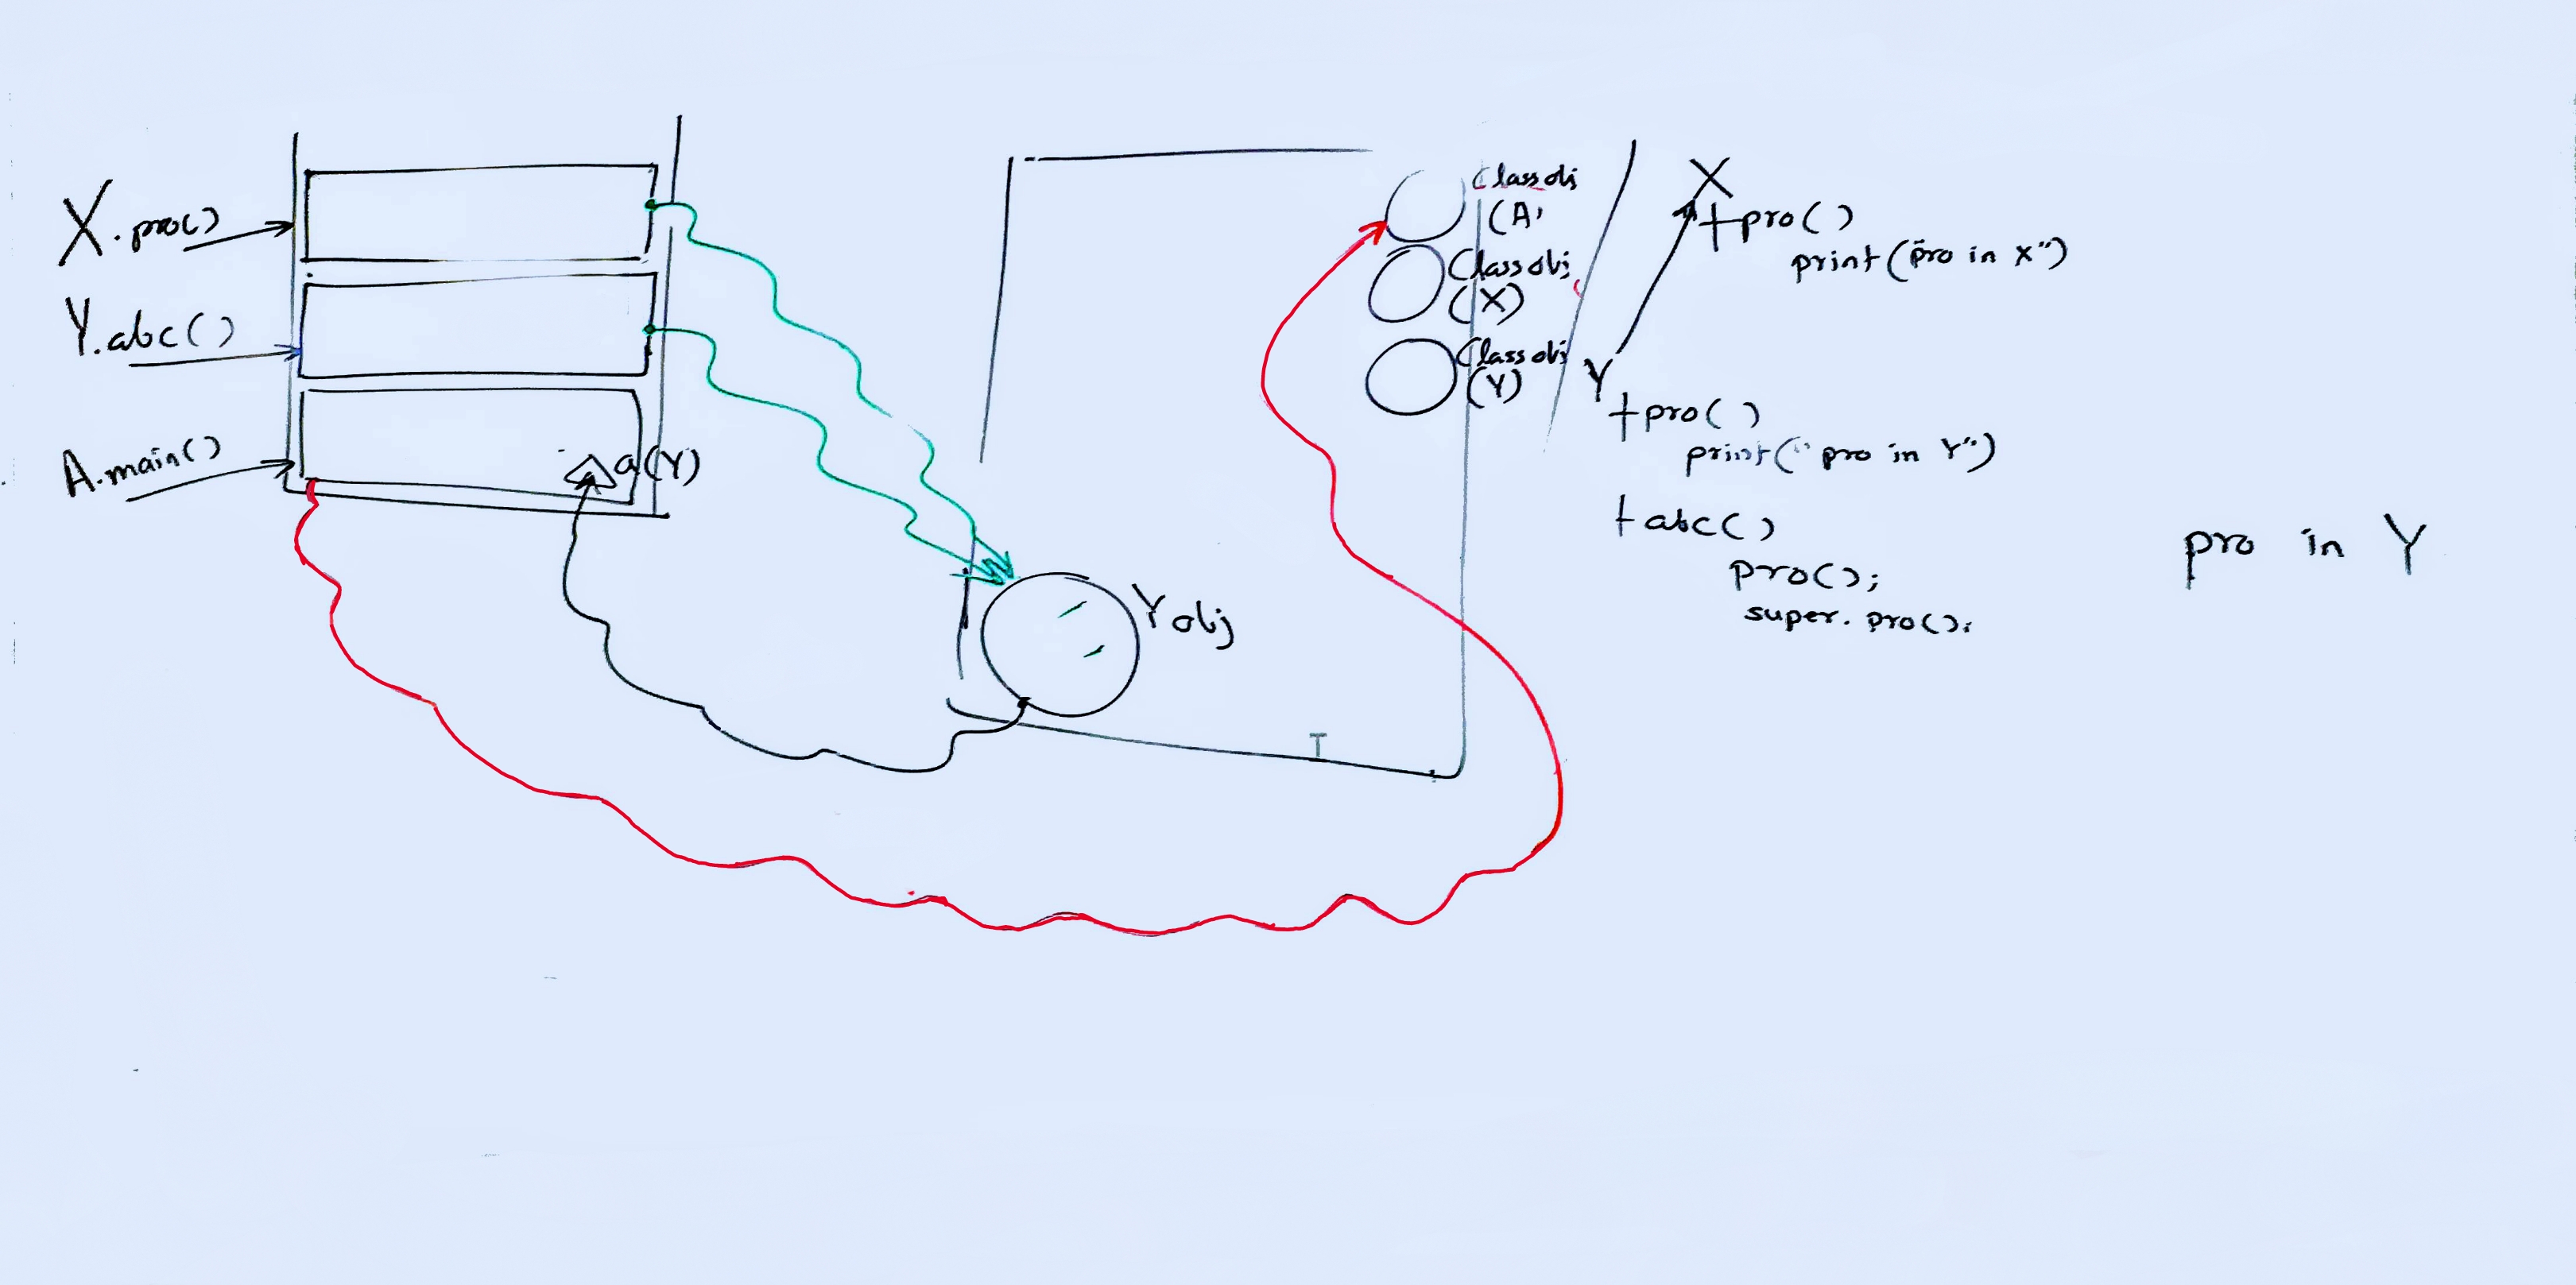 X.pro()
Y.abc()
A.main()
a(Y)
Yobj
Class obj
(A)
Class obj
(X)
Class obj
(Y)
X
+pro()
print("pro in X")
Y
+pro()
print("pro in Y")
+abc()
pro();
super.pro();
pro in Y